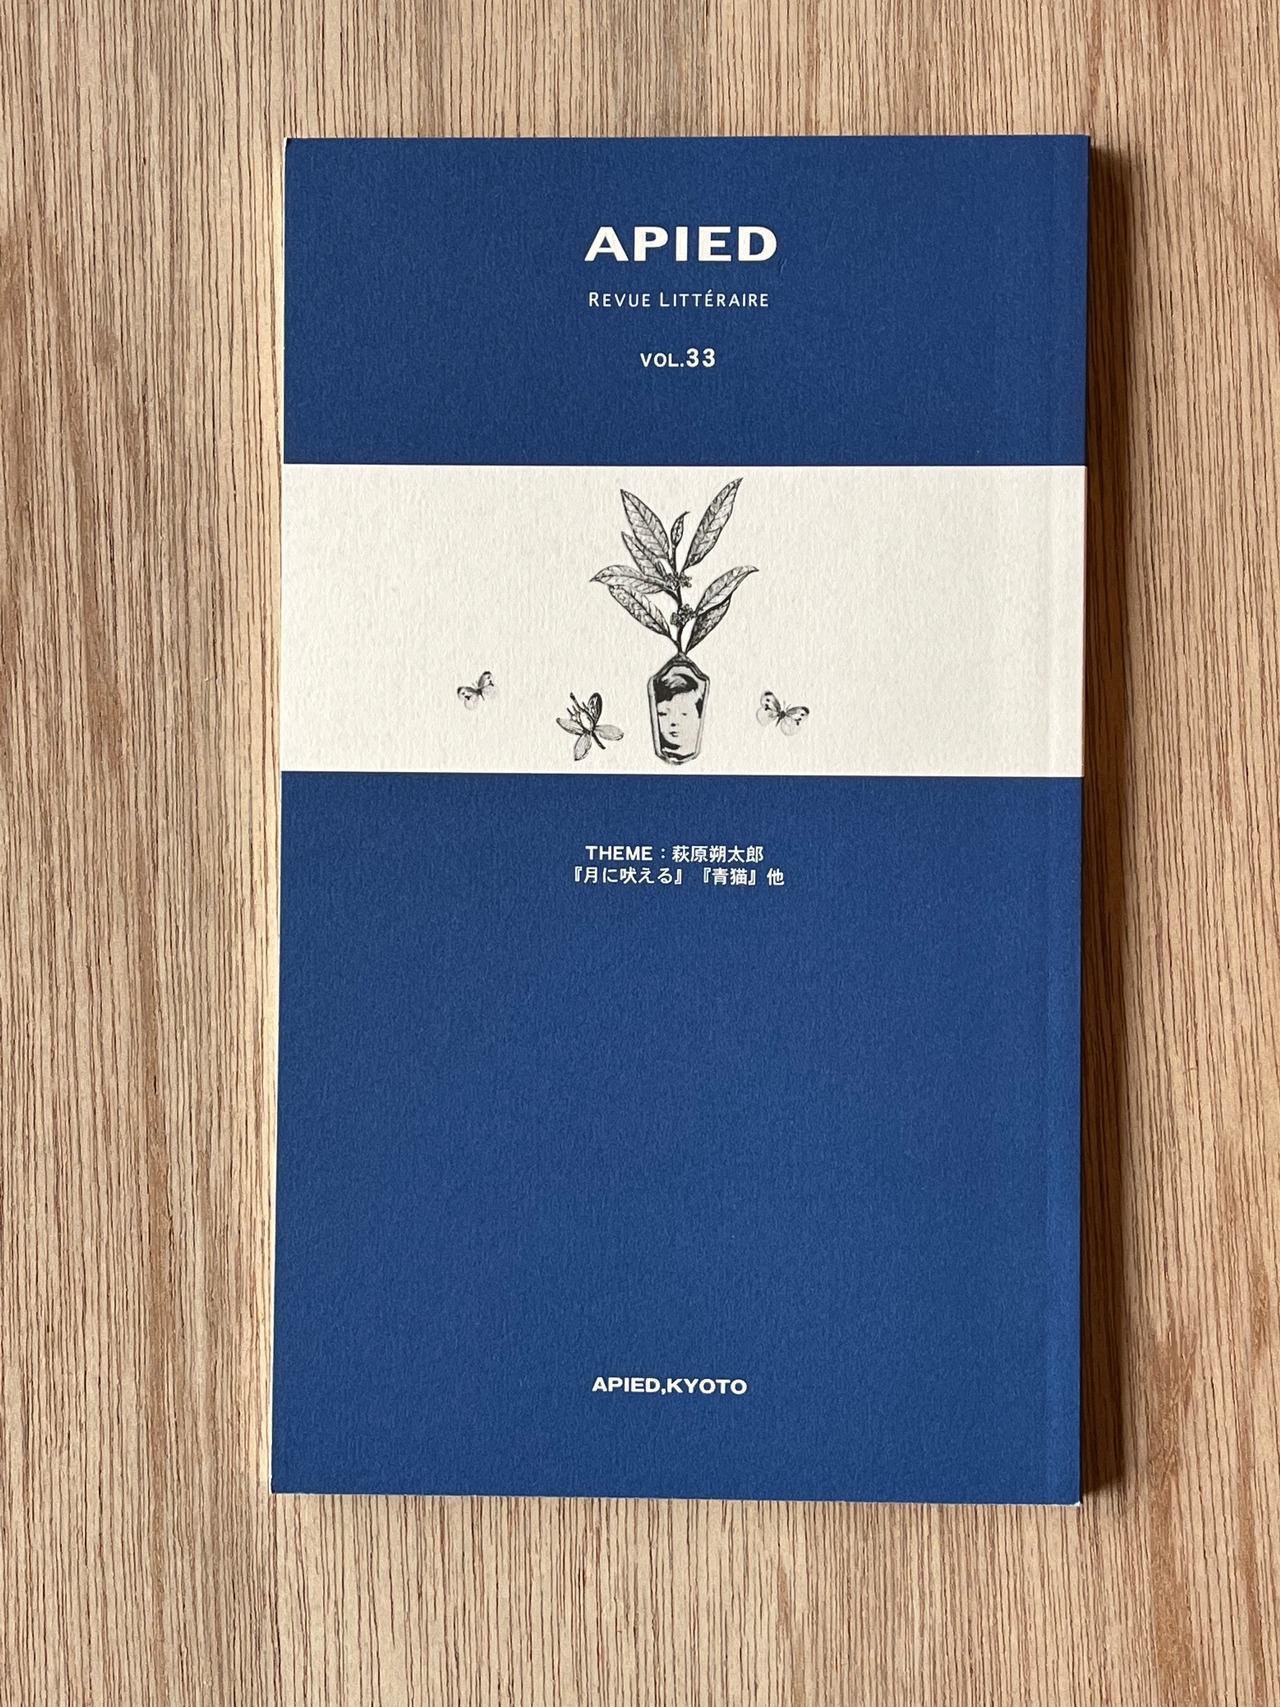 APIED
REVUE LITTÉRAIRE
VOL.33
THEME：萩原朔太郎
『月に吠える』『青猫』他
APIED,KYOTO